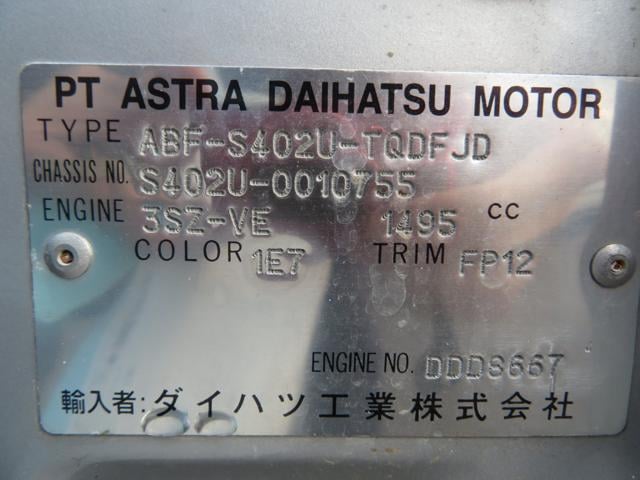 PT ASTRA DAIHATSU MOTOR
TYPE ABF-S402U-TQDFJD
CHASSIS NO. S402U-0010755
ENGINE 3SZ-VE 1495 CC
COLOR 1E7 TRIM FP12
ENGINE NO. DDD8667
輸入者: ダイハツ工業株式会社